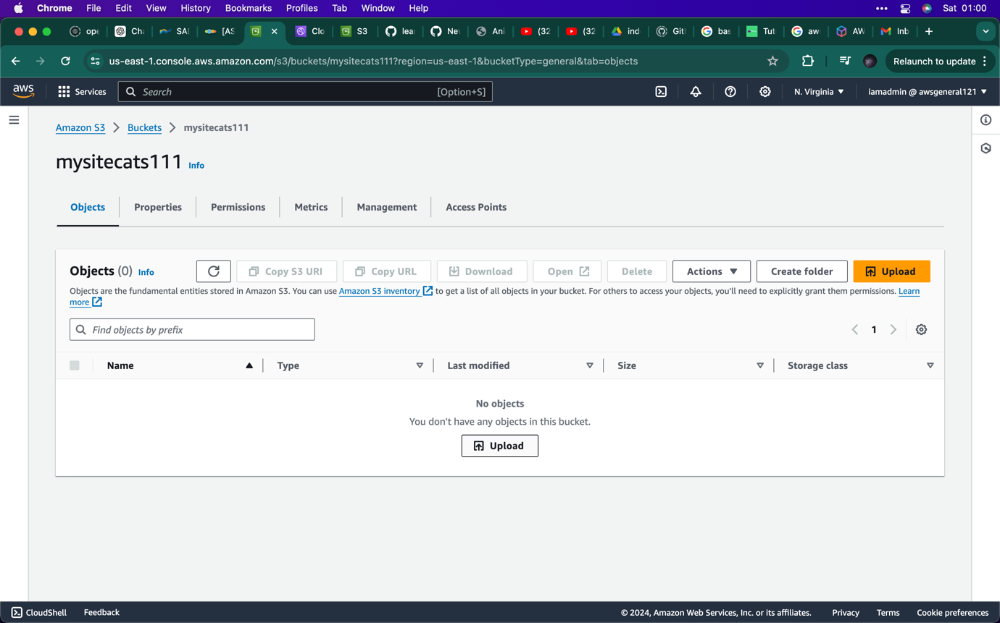 Chrome File Edit View History Bookmarks Profiles Tab Window Help Sat 01:00
ope Cha SAI [AS Clo S3 lear Nev Ani (32 (32 ind Git bas Tut aw AW Inb
us-east-1.console.aws.amazon.com/s3/buckets/mysitecats111?region=us-east-1&bucketType=general&tab=objects Relaunch to update
aws Services Search [Option+S] N. Virginia iamadmin @ awsgeneral121
Amazon S3 Buckets mysitecats111
mysitecats111 Info
Objects Properties Permissions Metrics Management Access Points
Objects (0) Info Copy S3 URI Copy URL Download Open Delete Actions Create folder Upload
Objects are the fundamental entities stored in Amazon S3. You can use Amazon S3 inventory to get a list of all objects in your bucket. For others to access your objects, you'll need to explicitly grant them permissions. Learn
more
Find objects by prefix 1
Name Type Last modified Size Storage class
No objects
You don't have any objects in this bucket.
Upload
CloudShell Feedback © 2024, Amazon Web Services, Inc. or its affiliates. Privacy Terms Cookie preferences